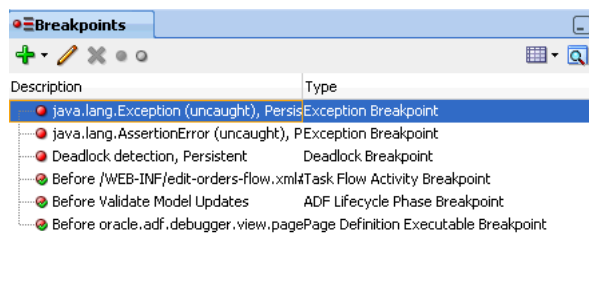 Breakpoints
Description Type
java.lang.Exception (uncaught), Persis Exception Breakpoint
java.lang.AssertionError (uncaught), P Exception Breakpoint
Deadlock detection, Persistent Deadlock Breakpoint
Before /WEB-INF/edit-orders-flow.xml# Task Flow Activity Breakpoint
Before Validate Model Updates ADF Lifecycle Phase Breakpoint
Before oracle.adf.debugger.view.page Page Definition Executable Breakpoint